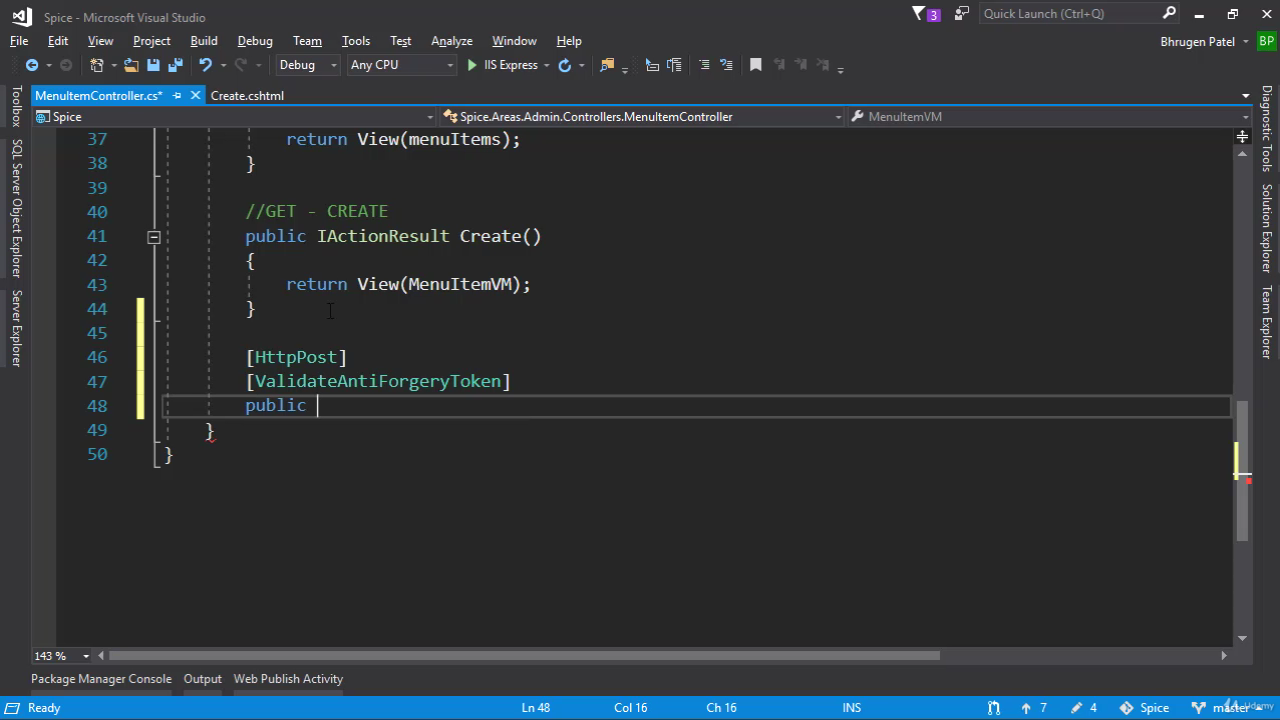 Spice - Microsoft Visual Studio
3
Quick Launch (Ctrl+Q)
File Edit View Project Build Debug Team Tools Test Analyze Window Help
Bhrugen Patel BP
Debug Any CPU IIS Express
MenuItemController.cs* Create.cshtml
Spice Spice.Areas.Admin.Controllers.MenuItemController MenuItemVM
Toolbox
SQL Server Object Explorer
Server Explorer
37 return View(menuItems);
38 }
39
40 //GET - CREATE
41 public IActionResult Create()
42 {
43 return View(MenuItemVM);
44 }
45
46 [HttpPost]
47 [ValidateAntiForgeryToken]
48 public
49 }
50 }
Diagnostic Tools
Solution Explorer
Team Explorer
143 %
Package Manager Console Output Web Publish Activity
Ready Ln 48 Col 16 Ch 16 INS 7 4 Spice master
Udemy